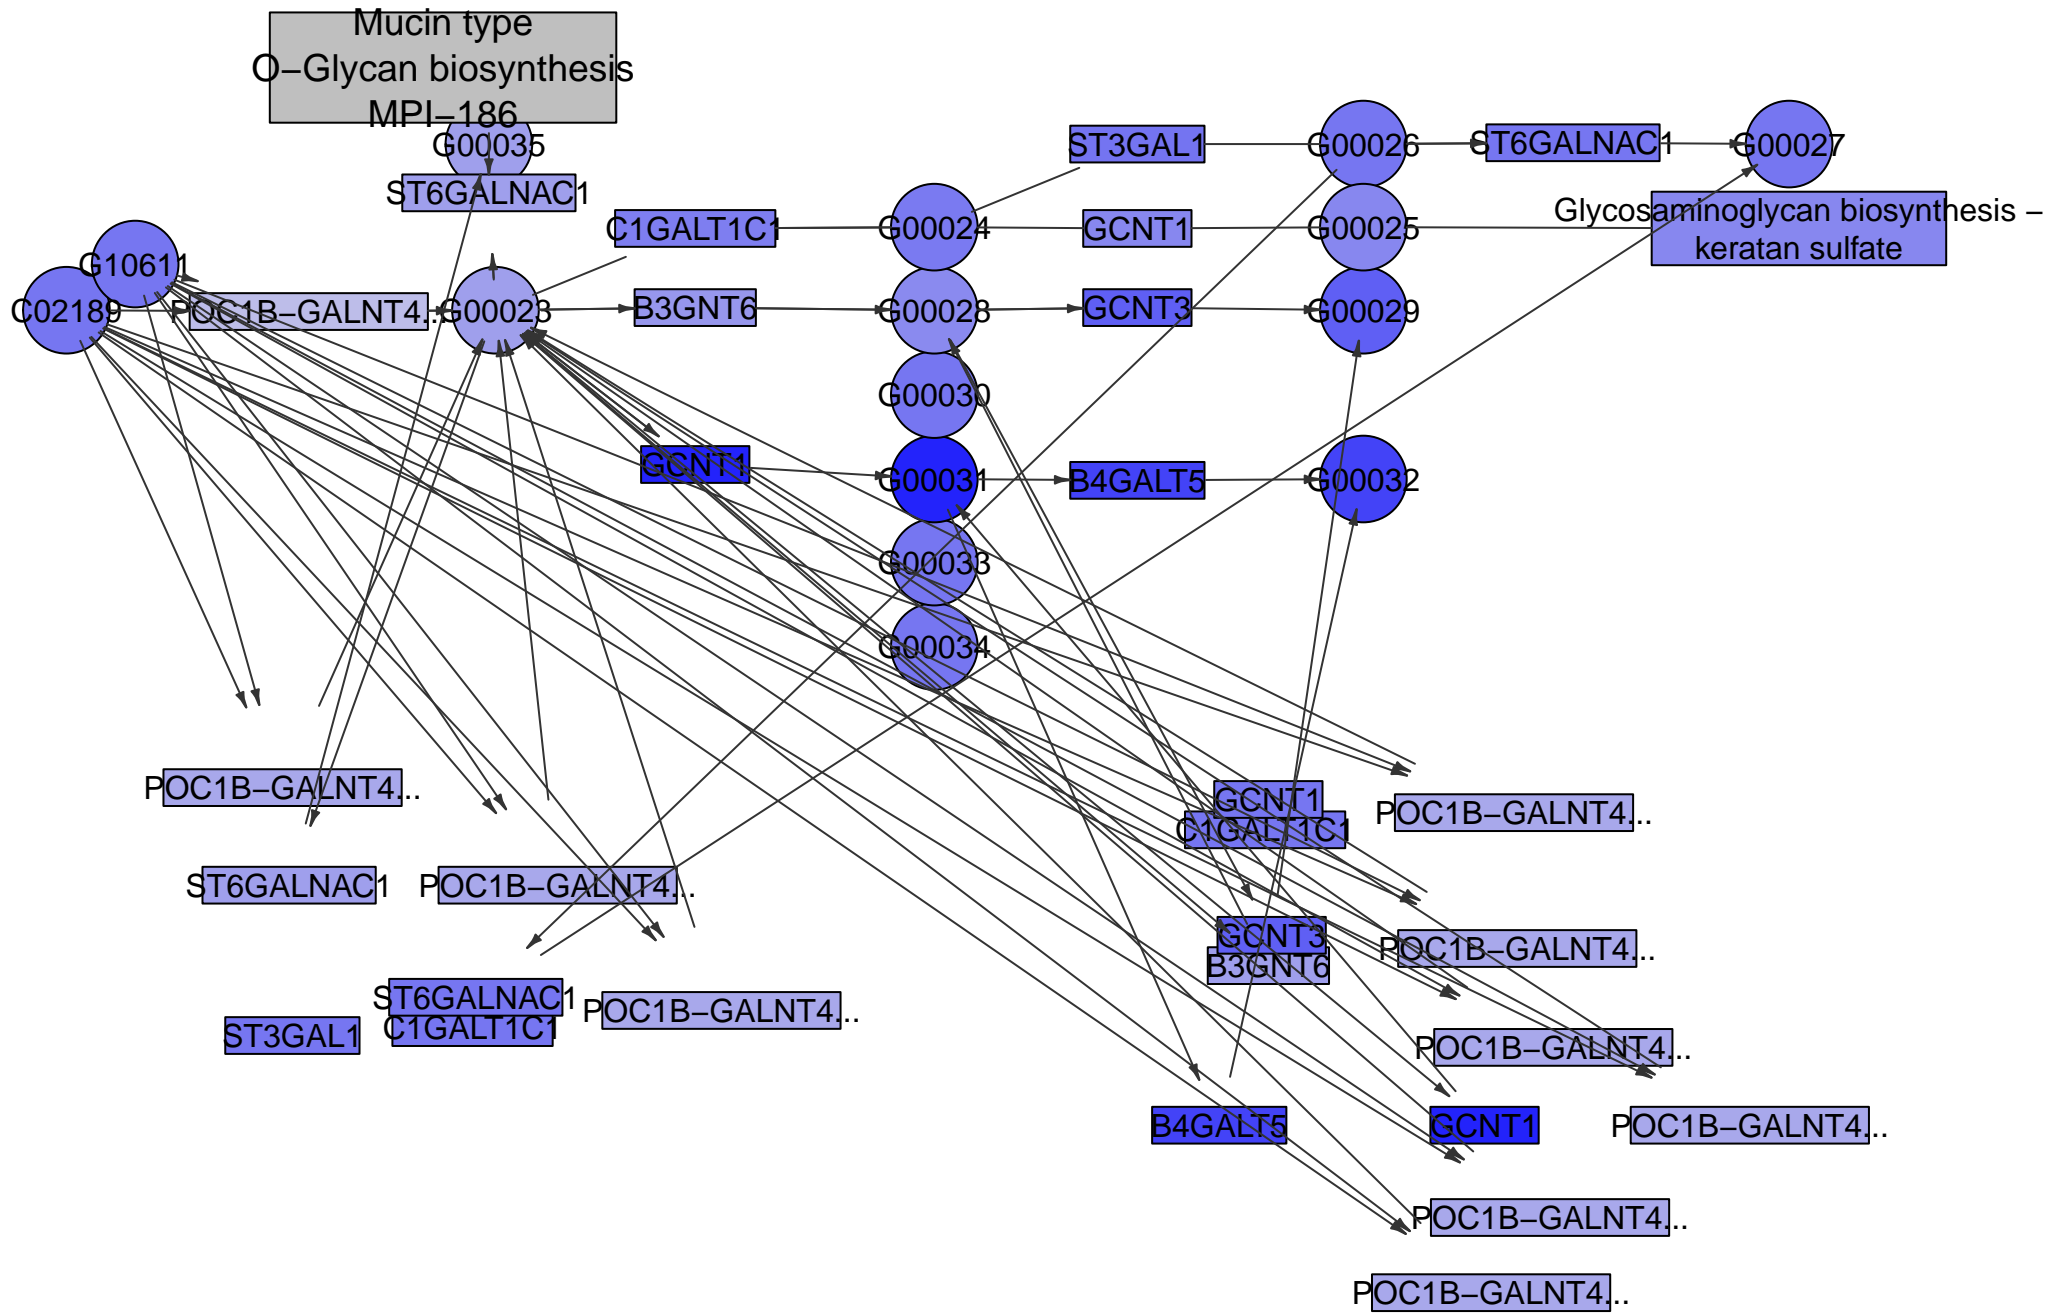 Mucin type
O−Glycan biosynthesis
MPI−186
G00035
ST3GAL1
G00026
ST6GALNAC1
G00027
ST6GALNAC1
C1GALT1C1
G00024
GCNT1
G00025
Glycosaminoglycan biosynthesis −
keratan sulfate
G10611
C02189
POC1B−GALNT4...
G00023
B3GNT6
G00028
GCNT3
G00029
G00030
GCNT1
G00031
B4GALT5
G00032
G00033
G00034
POC1B−GALNT4...
GCNT1
POC1B−GALNT4...
C1GALT1C1
ST6GALNAC1
POC1B−GALNT4...
GCNT3
POC1B−GALNT4...
B3GNT6
ST6GALNAC1
POC1B−GALNT4...
ST3GAL1
C1GALT1C1
POC1B−GALNT4...
B4GALT5
GCNT1
POC1B−GALNT4...
POC1B−GALNT4...
POC1B−GALNT4...